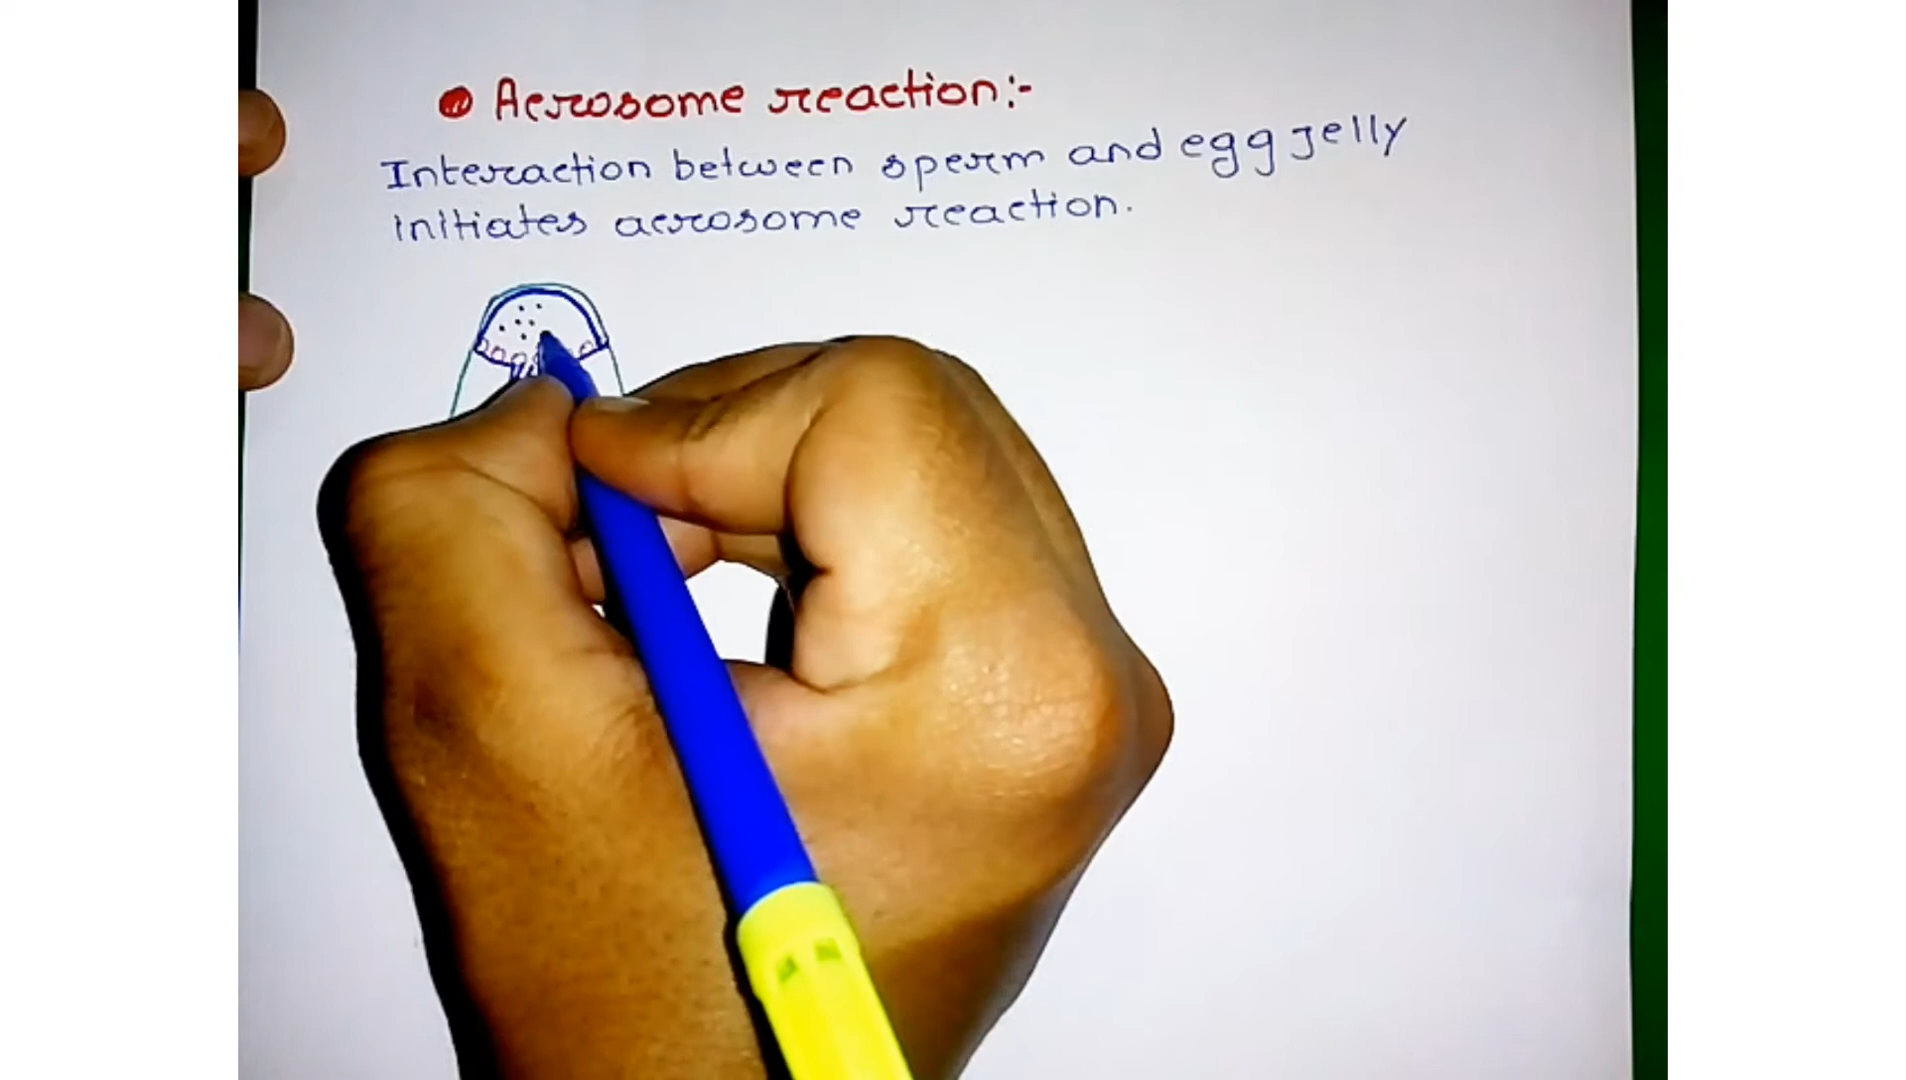 Acrosome reaction:-
Interaction between sperm and egg jelly
initiates acrosome reaction.